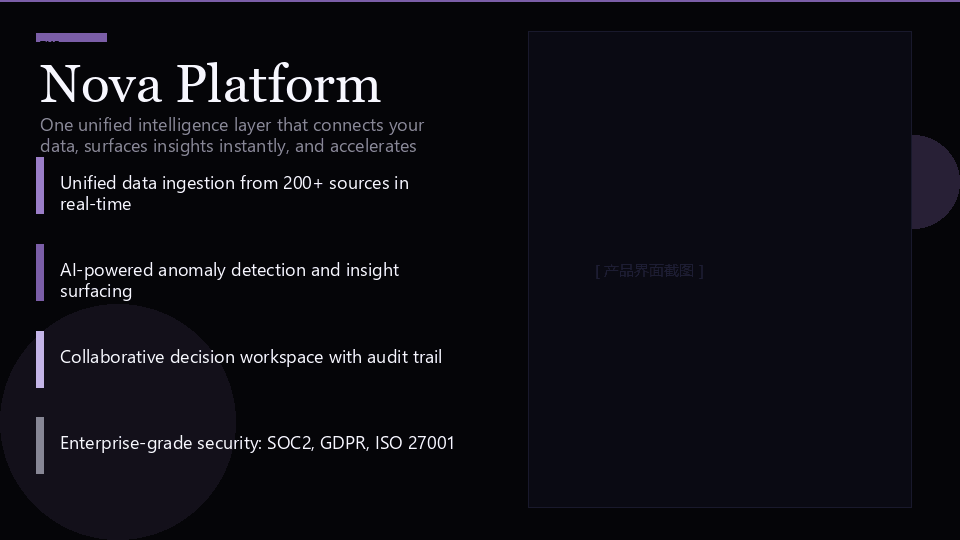 Nova Platform
One unified intelligence layer that connects your
data, surfaces insights instantly, and accelerates
Unified data ingestion from 200+ sources in
real-time
AI-powered anomaly detection and insight
surfacing
Collaborative decision workspace with audit trail
Enterprise-grade security: SOC2, GDPR, ISO 27001
[ 产品界面截图 ]